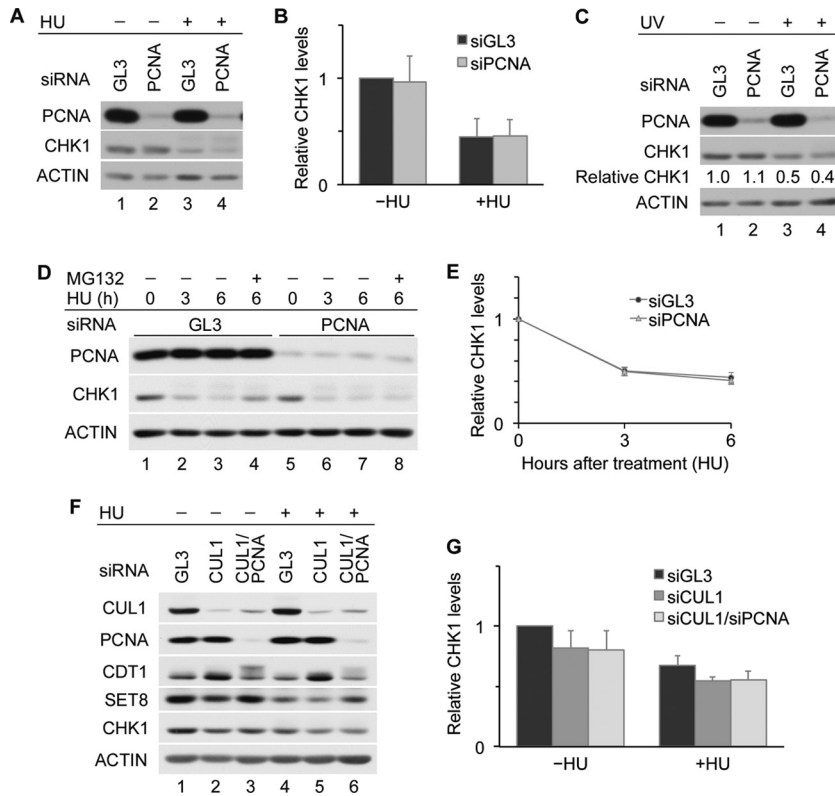 A
HU − − + +
siRNA GL3 PCNA GL3 PCNA
PCNA
CHK1
ACTIN
1 2 3 4
B
Relative CHK1 levels
1
0
siGL3
siPCNA
−HU +HU
C
UV − − + +
siRNA GL3 PCNA GL3 PCNA
PCNA
CHK1
Relative CHK1 1.0 1.1 0.5 0.4
ACTIN
1 2 3 4
D
MG132 − − − + − − − +
HU (h) 0 3 6 6 0 3 6 6
siRNA GL3 PCNA
PCNA
CHK1
ACTIN
1 2 3 4 5 6 7 8
E
Relative CHK1 levels
1
0
siGL3
siPCNA
0 3 6
Hours after treatment (HU)
F
HU − − − + + +
siRNA GL3 CUL1 CUL1/PCNA GL3 CUL1 CUL1/PCNA
CUL1
PCNA
CDT1
SET8
CHK1
ACTIN
1 2 3 4 5 6
G
Relative CHK1 levels
1
0
siGL3
siCUL1
siCUL1/siPCNA
−HU +HU